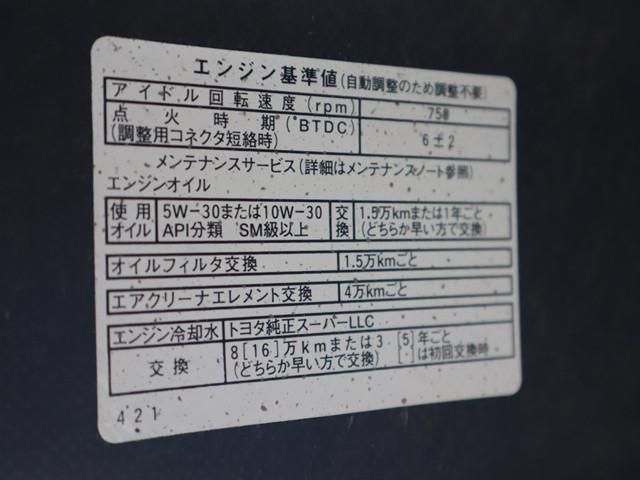 エンジン基準値(自動調整のため調整不要)
アイドル回転速度(rpm) 750
点火時期(°BTDC) 6±2
(調整用コネクタ短絡時)
メンテナンスサービス(詳細はメンテナンスノート参照)
エンジンオイル
使用オイル 5W-30または10W-30 交換 1.5万kmまたは1年ごと
API分類 SM級以上 (どちらか早い方で交換)
オイルフィルタ交換 1.5万kmごと
エアクリーナエレメント交換 4万kmごと
エンジン冷却水 トヨタ純正スーパーLLC
交換 8[16]万kmまたは3[5]年ごと
(どちらか早い方で交換) [・]は初回交換時
421